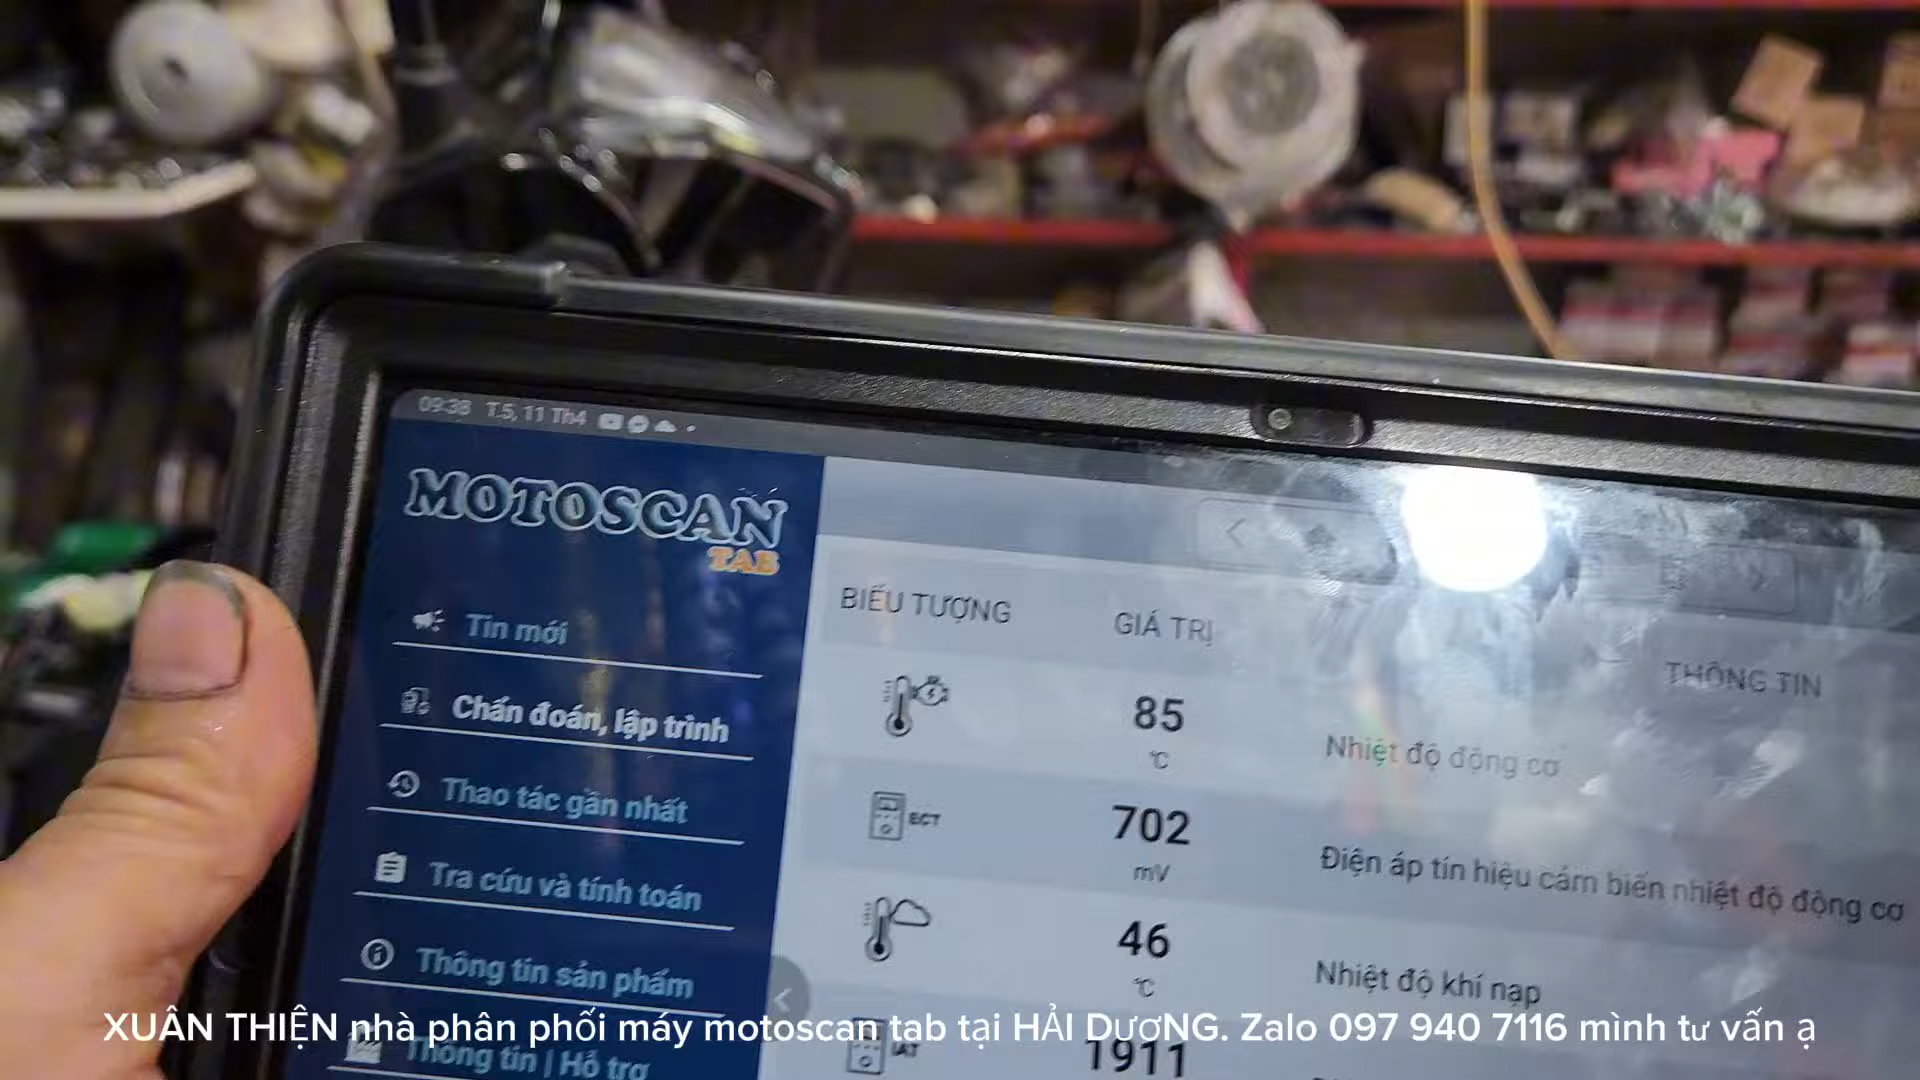 09:38 T.5, 11 Th4
MOTOSCAN
TAB
Tin mới
Chẩn đoán, lập trình
Thao tác gần nhất
Tra cứu và tính toán
Thông tin sản phẩm
Thông tin | Hỗ trợ
BIỂU TƯỢNG GIÁ TRỊ THÔNG TIN
85
°C
Nhiệt độ động cơ
ECT
702
mV
Điện áp tín hiệu cảm biến nhiệt độ động cơ
46
°C
Nhiệt độ khí nạp
IAT
1911
XUÂN THIỆN nhà phân phối máy motoscan tab tại HẢI DƯƠNG. Zalo 097 940 7116 mình tư vấn ạ